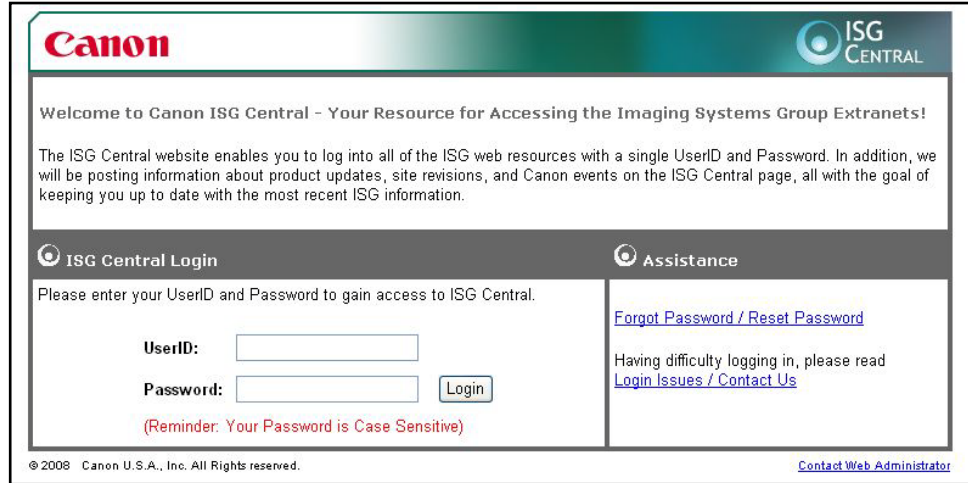 Canon
ISG
CENTRAL
Welcome to Canon ISG Central - Your Resource for Accessing the Imaging Systems Group Extranets!
The ISG Central website enables you to log into all of the ISG web resources with a single UserID and Password. In addition, we
will be posting information about product updates, site revisions, and Canon events on the ISG Central page, all with the goal of
keeping you up to date with the most recent ISG information.
ISG Central Login
Please enter your UserID and Password to gain access to ISG Central.
UserID:
Password:
Login
(Reminder: Your Password is Case Sensitive)
Assistance
Forgot Password / Reset Password
Having difficulty logging in, please read
Login Issues / Contact Us
© 2008 Canon U.S.A., Inc. All Rights reserved.
Contact Web Administrator